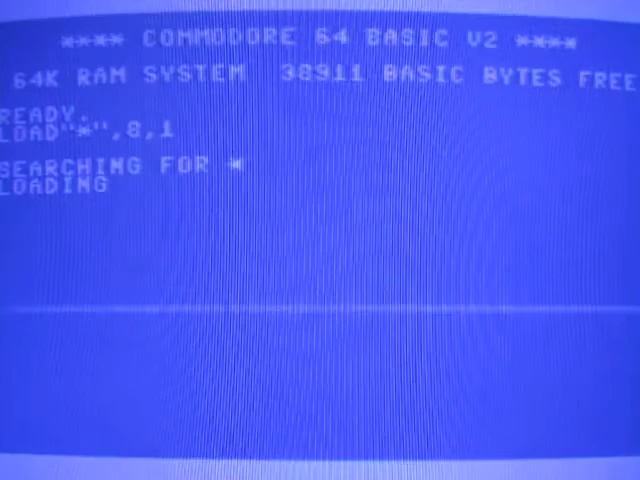 **** COMMODORE 64 BASIC V2 ****
64K RAM SYSTEM 38911 BASIC BYTES FREE
READY.
LOAD"*",8,1
SEARCHING FOR *
LOADING